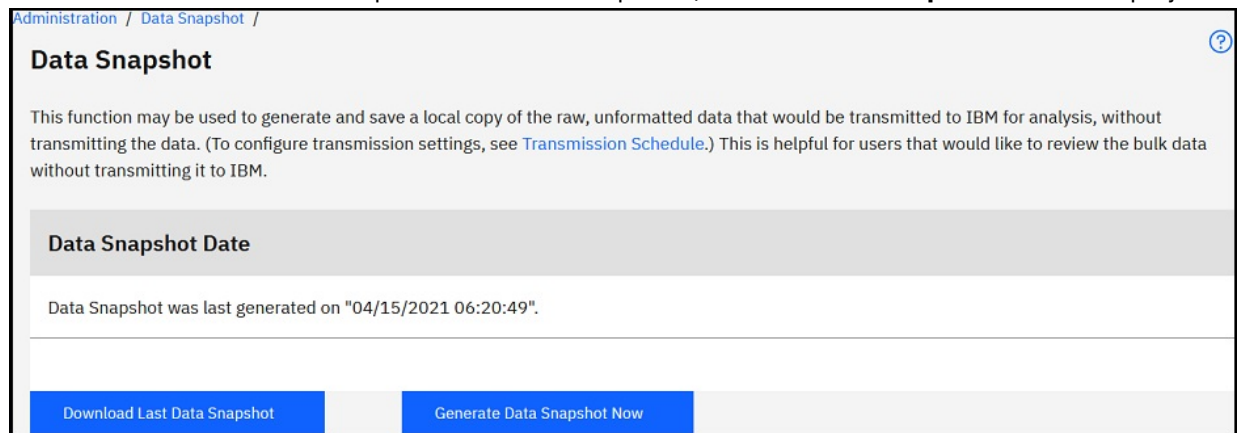 Administration / Data Snapshot /
Data Snapshot
This function may be used to generate and save a local copy of the raw, unformatted data that would be transmitted to IBM for analysis, without
transmitting the data. (To configure transmission settings, see Transmission Schedule.) This is helpful for users that would like to review the bulk data
without transmitting it to IBM.
Data Snapshot Date
Data Snapshot was last generated on "04/15/2021 06:20:49".
Download Last Data Snapshot
Generate Data Snapshot Now